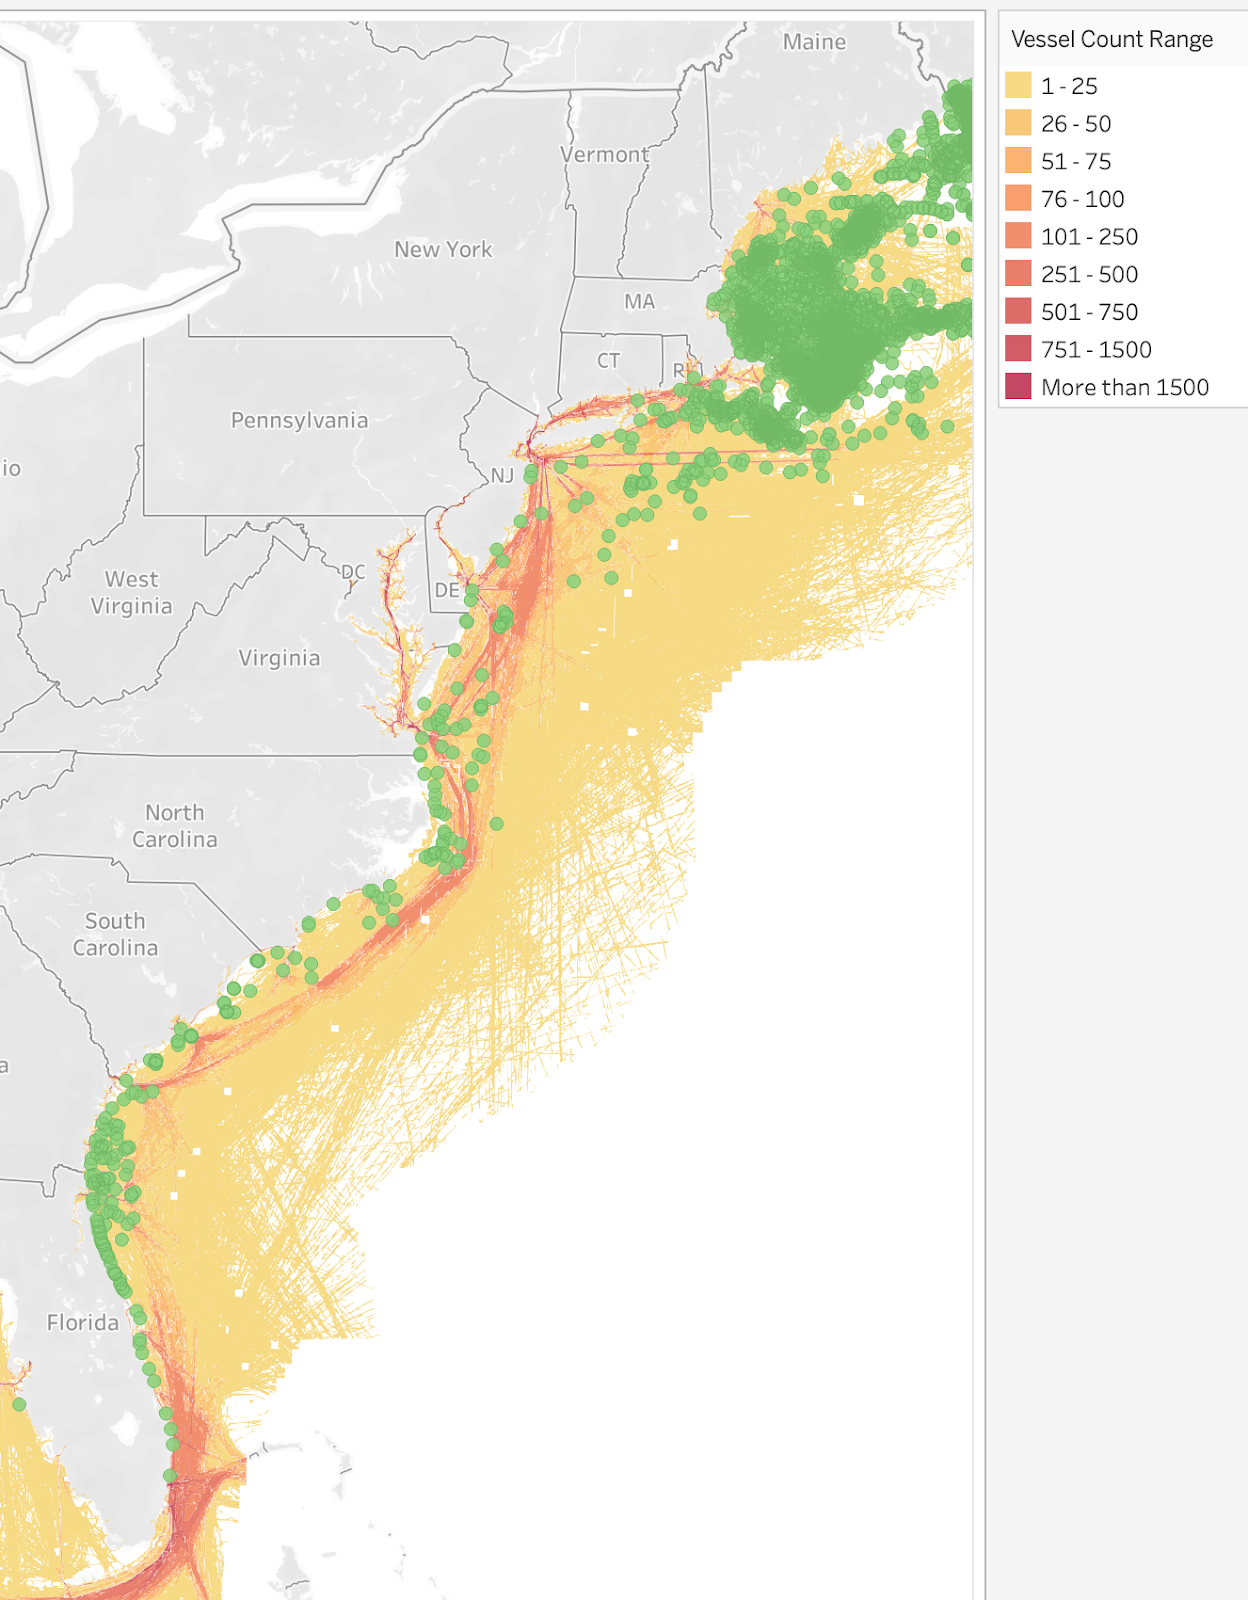 Maine
Vermont
New York
MA
CT
Pennsylvania
io
NJ
West
Virginia
DC
DE
Virginia
North
Carolina
South
Carolina
a
Florida
Vessel Count Range
1 - 25
26 - 50
51 - 75
76 - 100
101 - 250
251 - 500
501 - 750
751 - 1500
More than 1500